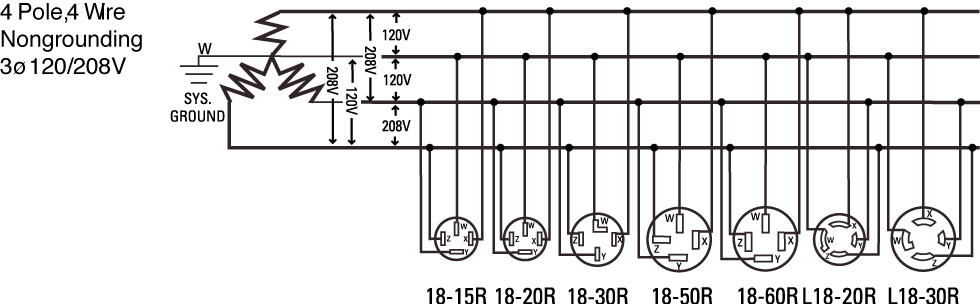 4 Pole,4 Wire
Nongrounding
3ø 120/208V
W
SYS.
GROUND
120V
208V
120V
208V
120V
208V
W
Z
X
Y
W
Z
X
Y
W
Z
X
Y
W
X
Z
Y
W
Z
X
Y
X
W
Y
Z
X
W
Y
Z
18-15R 18-20R 18-30R 18-50R 18-60R L18-20R L18-30R